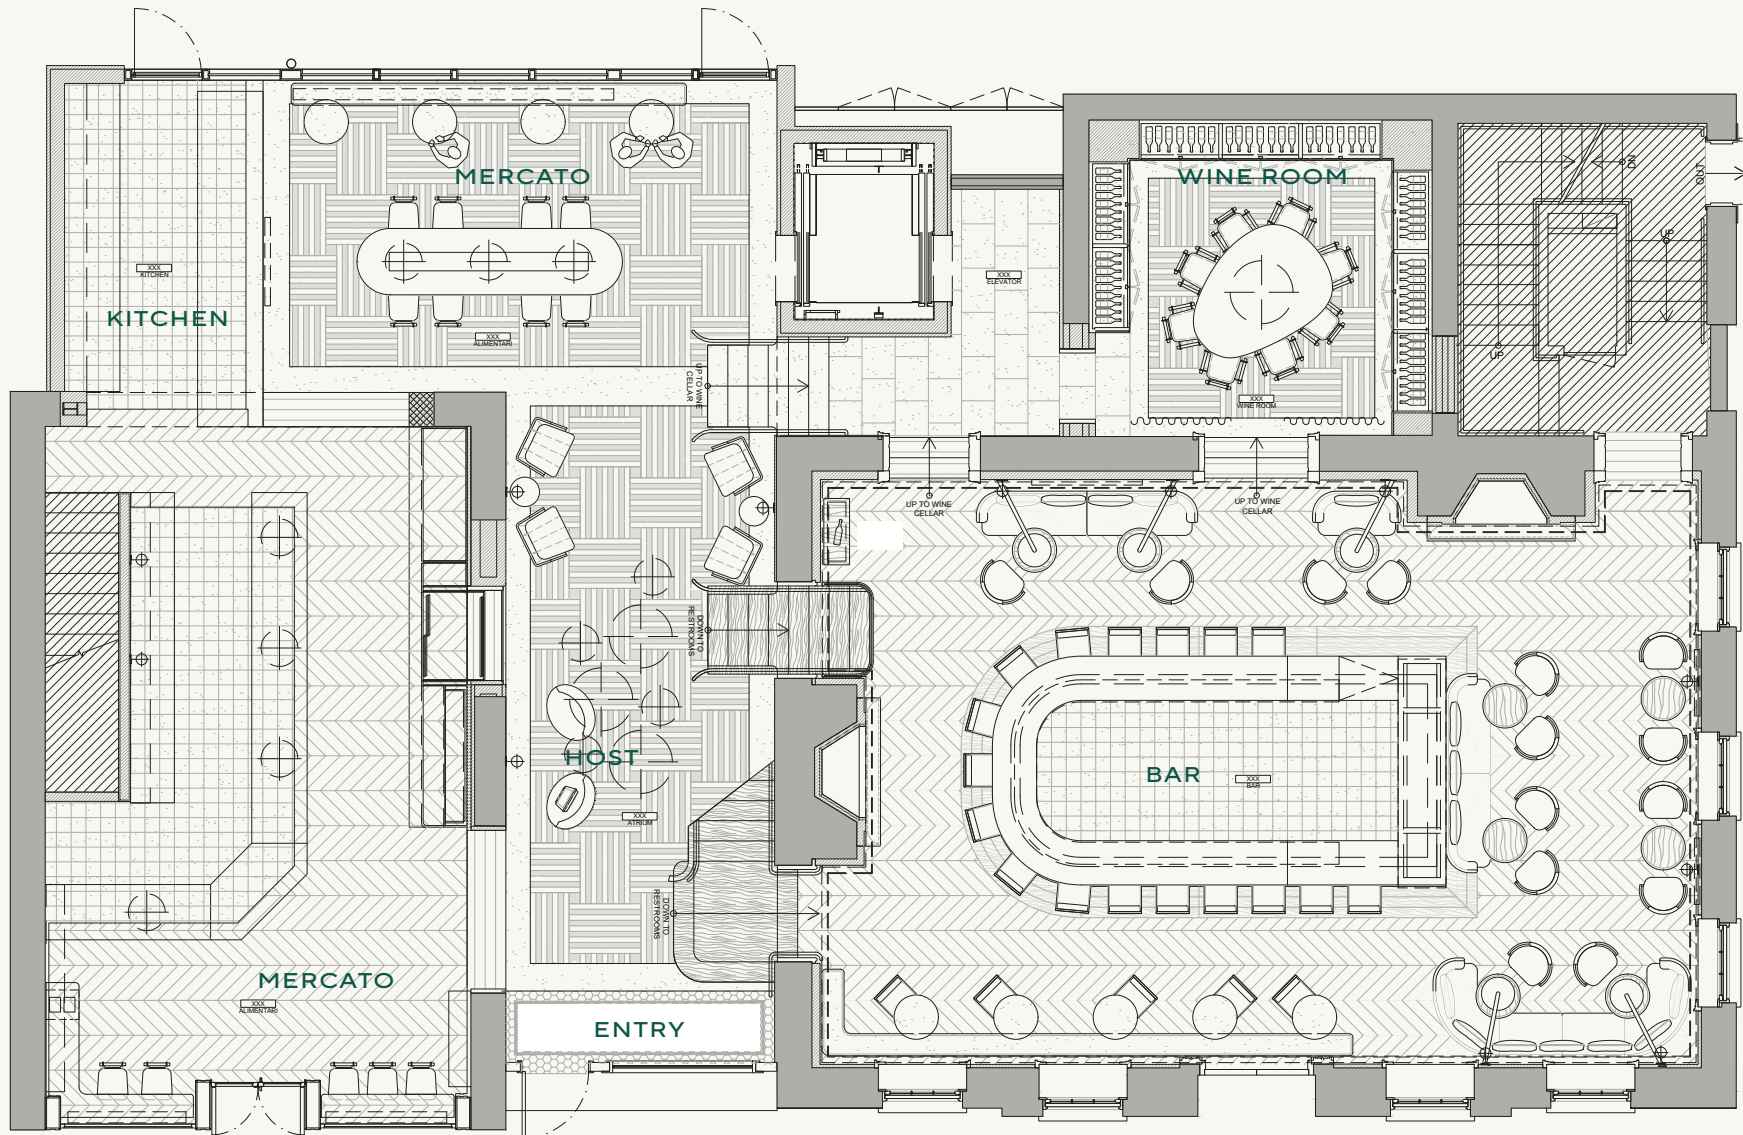 MERCATO
WINE ROOM
OUT
DN
UP
UP
XXX
KITCHEN
XXX
ELEVATOR
KITCHEN
XXX
ALIMENTARI
UP TO WINE
CELLAR
XXX
WINE ROOM
UP TO WINE
CELLAR
UP TO WINE
CELLAR
DOWN TO
RESTROOMS
HOST
BAR
XXX
BAR
XXX
ATRIUM
DOWN TO
RESTROOMS
MERCATO
XXX
ALIMENTARI
ENTRY